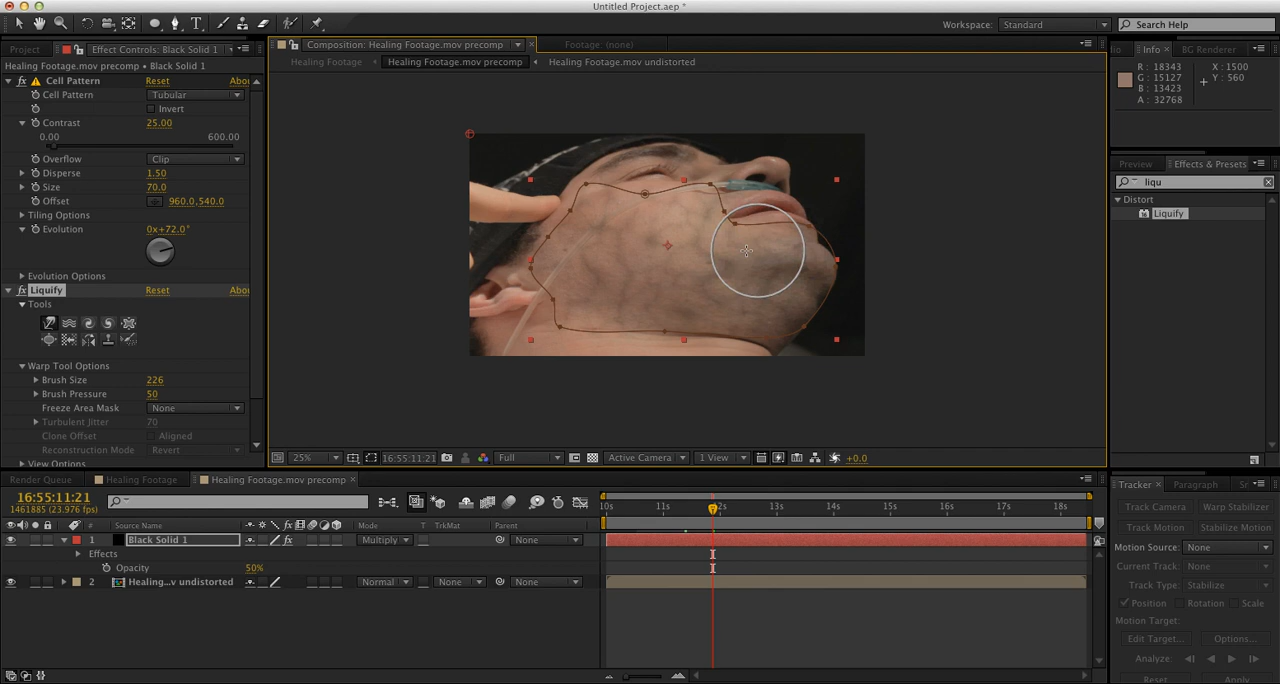 Untitled Project.aep *
Workspace: Standard
Search Help
Project
Effect Controls: Black Solid 1
Composition: Healing Footage.mov precomp
Footage: (none)
Info
BG Renderer
Healing Footage.mov precomp • Black Solid 1
Healing Footage
Healing Footage.mov precomp
Healing Footage.mov undistorted
R : 18343
G : 15127
B : 13423
A : 32768
X : 1500
Y : 560
fx Cell Pattern Reset Abou
Cell Pattern Tubular
Invert
Contrast 25.00
0.00 600.00
Overflow Clip
Disperse 1.50
Size 70.0
Offset 960.0,540.0
Tiling Options
Evolution 0x+72.0°
Evolution Options
fx Liquify Reset Abou
Tools
Warp Tool Options
Brush Size 226
Brush Pressure 50
Freeze Area Mask None
Turbulent Jitter 70
Clone Offset Aligned
Reconstruction Mode Revert
View Options
Preview
Effects & Presets
liqu
Distort
Liquify
25%
16:55:11:21
Full
Active Camera
1 View
+0.0
Render Queue
Healing Footage
Healing Footage.mov precomp
16:55:11:21
1461885 (23.976 fps)
10s 11s 12s 13s 14s 15s 16s 17s 18s
# Source Name fx Mode T TrkMat Parent
1 Black Solid 1 fx Multiply None
Effects
Opacity 50%
2 Healing...v undistorted Normal None None
Tracker
Paragraph
Track Camera Warp Stabilizer
Track Motion Stabilize Motion
Motion Source: None
Current Track: None
Track Type: Stabilize
Position Rotation Scale
Motion Target:
Edit Target... Options...
Analyze:
Reset Apply